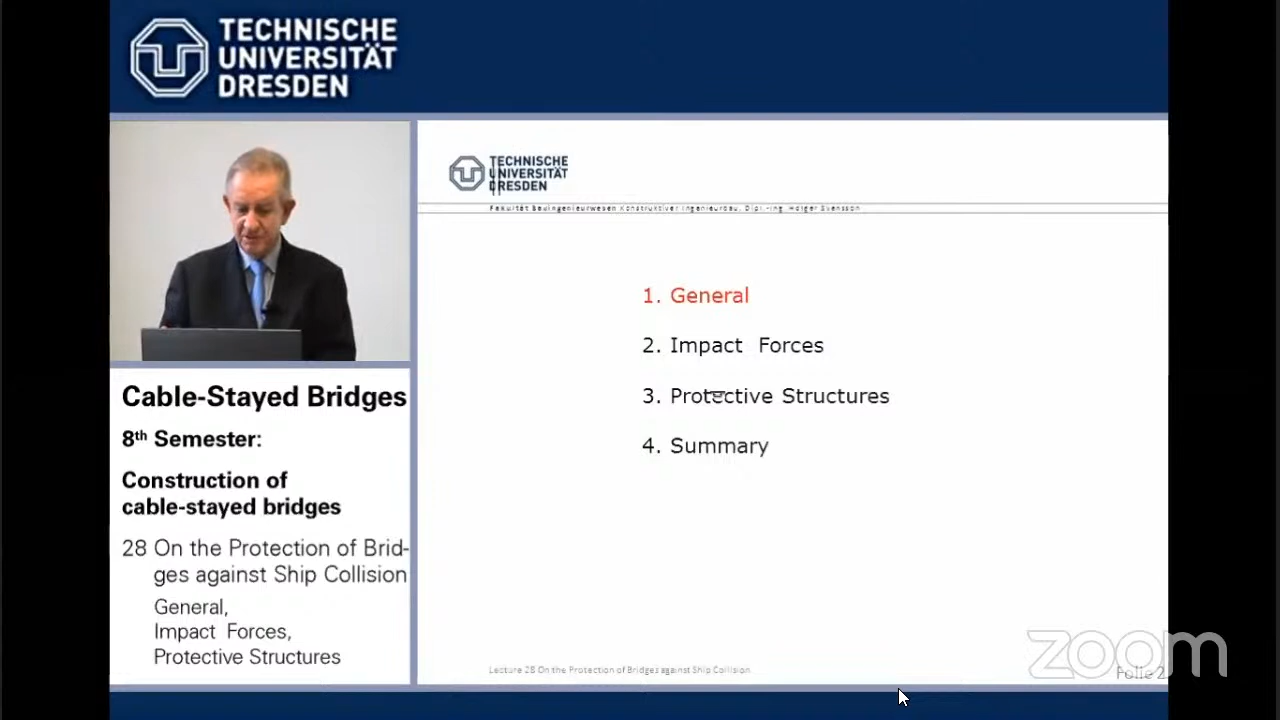 TECHNISCHE
UNIVERSITÄT
DRESDEN
TECHNISCHE
UNIVERSITÄT
DRESDEN
Fakultät Bauingenieurwesen Konstruktiver Ingenieurbau, Dipl.-Ing. Holger Svensson
1. General
2. Impact Forces
3. Protective Structures
4. Summary
Cable-Stayed Bridges
8th Semester:
Construction of
cable-stayed bridges
28 On the Protection of Brid-
ges against Ship Collision
General,
Impact Forces,
Protective Structures
Lecture 28 On the Protection of Bridges against Ship Collision
Folie 2
zoom